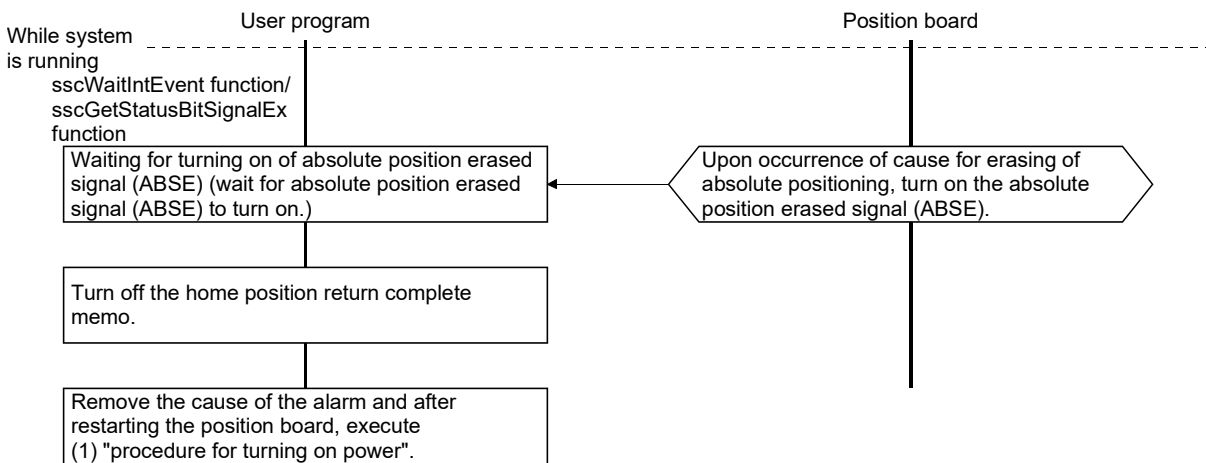 User program
Position board
While system
is running
sscWaitIntEvent function/
sscGetStatusBitSignalEx
function
Waiting for turning on of absolute position erased
signal (ABSE) (wait for absolute position erased
signal (ABSE) to turn on.)
Upon occurrence of cause for erasing of
absolute positioning, turn on the absolute
position erased signal (ABSE).
Turn off the home position return complete
memo.
Remove the cause of the alarm and after
restarting the position board, execute
(1) "procedure for turning on power".